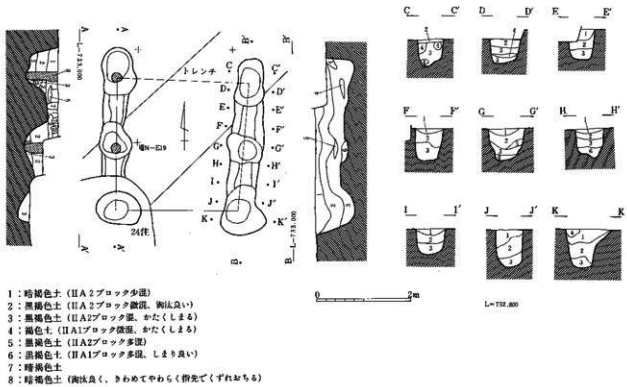 C C' D D' E E'
F F' G G' H H'
I I' J J' K K
L=733,000
トレンチ
24住
A A'
B
B L=733,000
0 2m
L=732,800
1：暗褐色土（ⅡA2ブロック少混）
2：黒褐色土（ⅡA2ブロック微混、淘汰良い）
3：黒褐色土（ⅡA2ブロック混、かたくしまる）
4：褐色土（ⅡA1ブロック微混、かたくしまる）
5：黒褐色土（ⅡA2ブロック多混）
6：黒褐色土（ⅡA1ブロック多混、しまり良い）
7：暗褐色土
8：暗褐色土（淘汰良く、きわめてやわらく指先でくずれおちる）